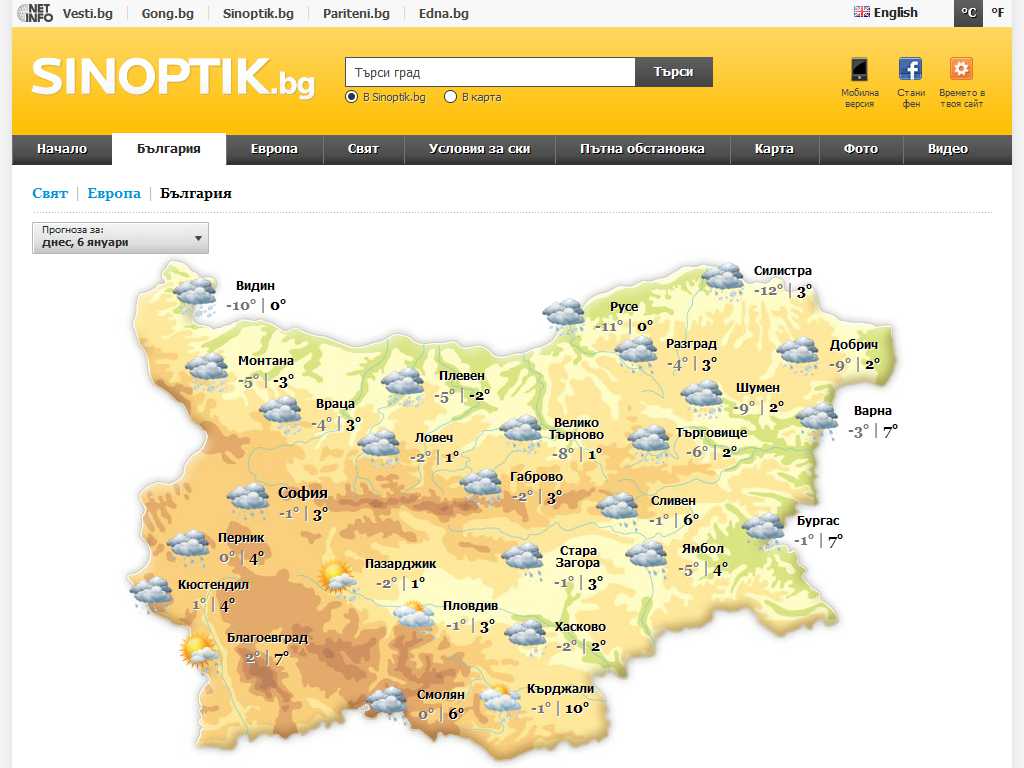 NET INFO Vesti.bg Gong.bg Sinoptik.bg Pariteni.bg Edna.bg English °C °F
SINOPTIK.bg
Търси град Търси
В Sinoptik.bg В карта
Мобилна версия
Стани фен
Времето в твоя сайт
Начало България Европа Свят Условия за ски Пътна обстановка Карта Фото Видео
Свят Европа България
Прогноза за:
днес, 6 януари
Силистра
-12° | 3°
Видин
-10° | 0°
Русе
-11° | 0°
Разград
-4° | 3°
Добрич
-9° | 2°
Монтана
-5° | -3°
Плевен
-5° | -2°
Шумен
-9° | 2°
Враца
-4° | 3°
Варна
-3° | 7°
Велико
Търново
-8° | 1°
Ловеч
-2° | 1°
Търговище
-6° | 2°
Габрово
-2° | 3°
София
-1° | 3°
Сливен
-1° | 6°
Бургас
-1° | 7°
Перник
0° | 4°
Стара
Загора
-1° | 3°
Ямбол
-5° | 4°
Пазарджик
-2° | 1°
Кюстендил
1° | 4°
Пловдив
-1° | 3°
Хасково
-2° | 2°
Благоевград
2° | 7°
Смолян
0° | 6°
Кърджали
-1° | 10°